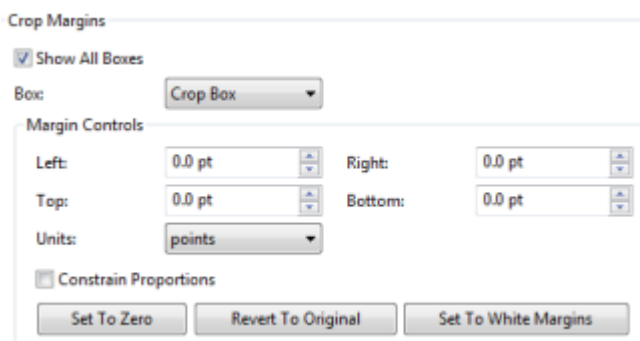 Crop Margins
Show All Boxes
Box: Crop Box
Margin Controls
Left: 0.0 pt Right: 0.0 pt
Top: 0.0 pt Bottom: 0.0 pt
Units: points
Constrain Proportions
Set To Zero Revert To Original Set To White Margins